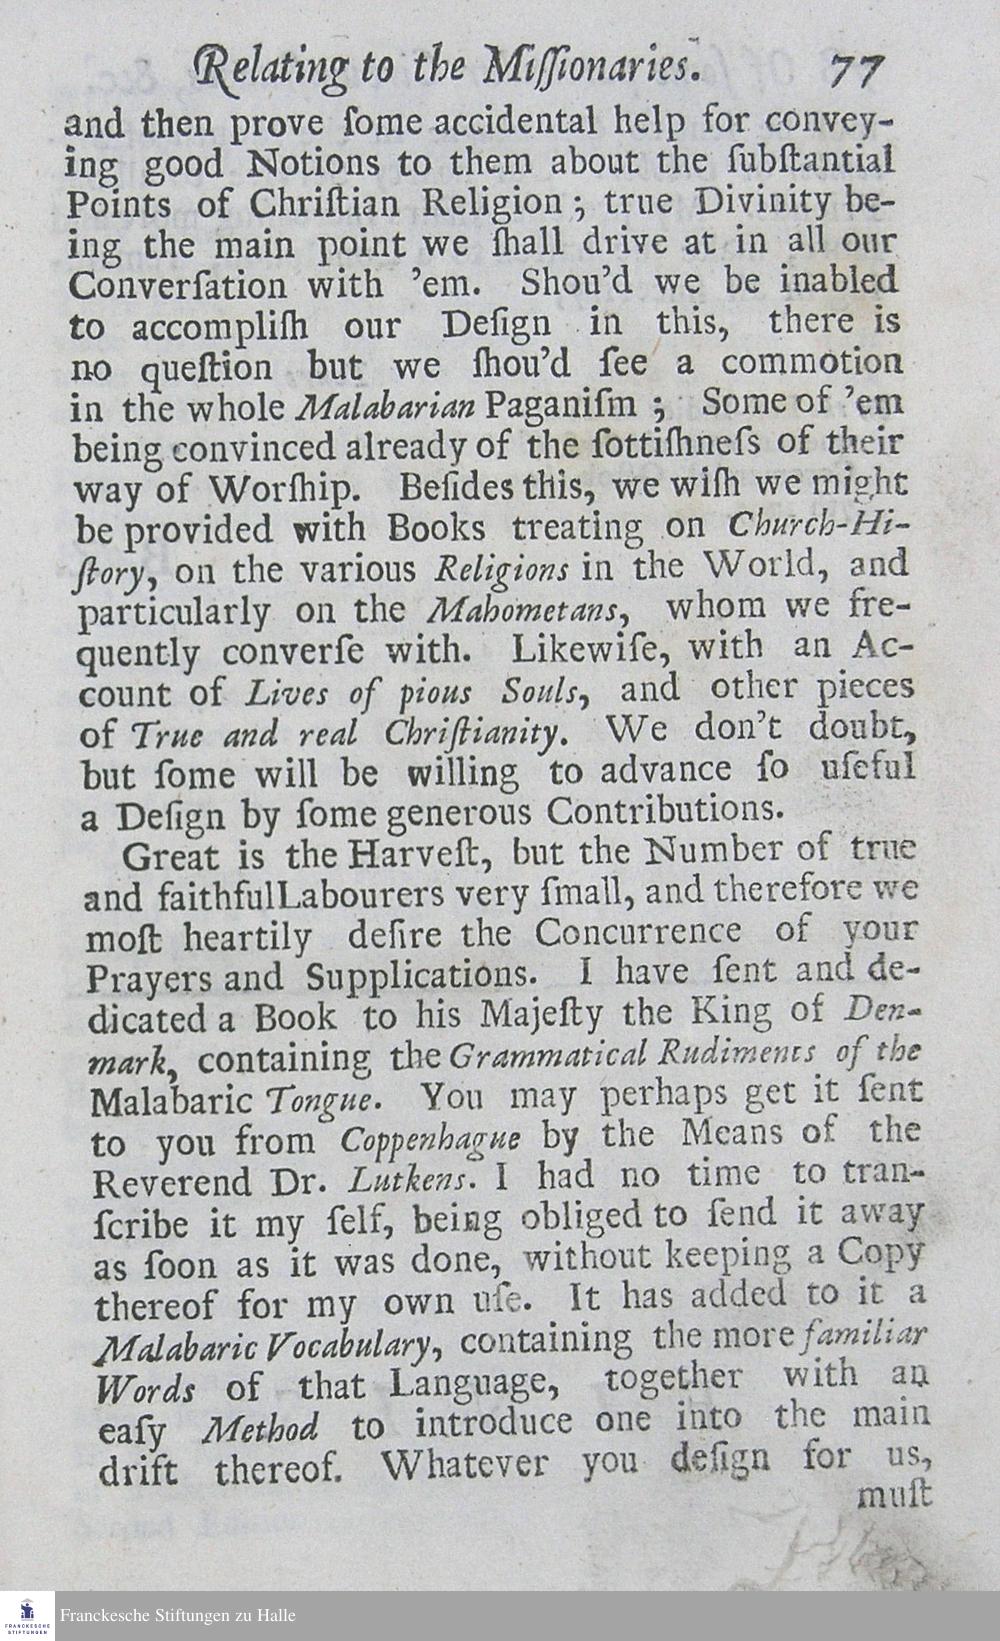 Relating to the Miſſionaries. 77
and then prove ſome accidental help for convey-
ing good Notions to them about the ſubſtantial
Points of Chriſtian Religion; true Divinity be-
ing the main point we ſhall drive at in all our
Converſation with 'em. Shou'd we be inabled
to accompliſh our Deſign in this, there is
no queſtion but we ſhou'd ſee a commotion
in the whole Malabarian Paganiſm; Some of 'em
being convinced already of the ſottiſhneſs of their
way of Worſhip. Beſides this, we wiſh we might
be provided with Books treating on Church-Hi-
ſtory, on the various Religions in the World, and
particularly on the Mahometans, whom we fre-
quently converſe with. Likewiſe, with an Ac-
count of Lives of pious Souls, and other pieces
of True and real Chriſtianity. We don't doubt,
but ſome will be willing to advance ſo uſeful
a Deſign by ſome generous Contributions.
Great is the Harveſt, but the Number of true
and faithfulLabourers very ſmall, and therefore we
moſt heartily deſire the Concurrence of your
Prayers and Supplications. I have ſent and de-
dicated a Book to his Majeſty the King of Den-
mark, containing the Grammatical Rudiments of the
Malabaric Tongue. You may perhaps get it ſent
to you from Coppenhague by the Means of the
Reverend Dr. Lutkens. I had no time to tran-
ſcribe it my ſelf, being obliged to ſend it away
as ſoon as it was done, without keeping a Copy
thereof for my own uſe. It has added to it a
Malabaric Vocabulary, containing the more familiar
Words of that Language, together with an
eaſy Method to introduce one into the main
drift thereof. Whatever you deſign for us,
muſt
FRANCKESCHE STIFTUNGEN
Franckesche Stiftungen zu Halle